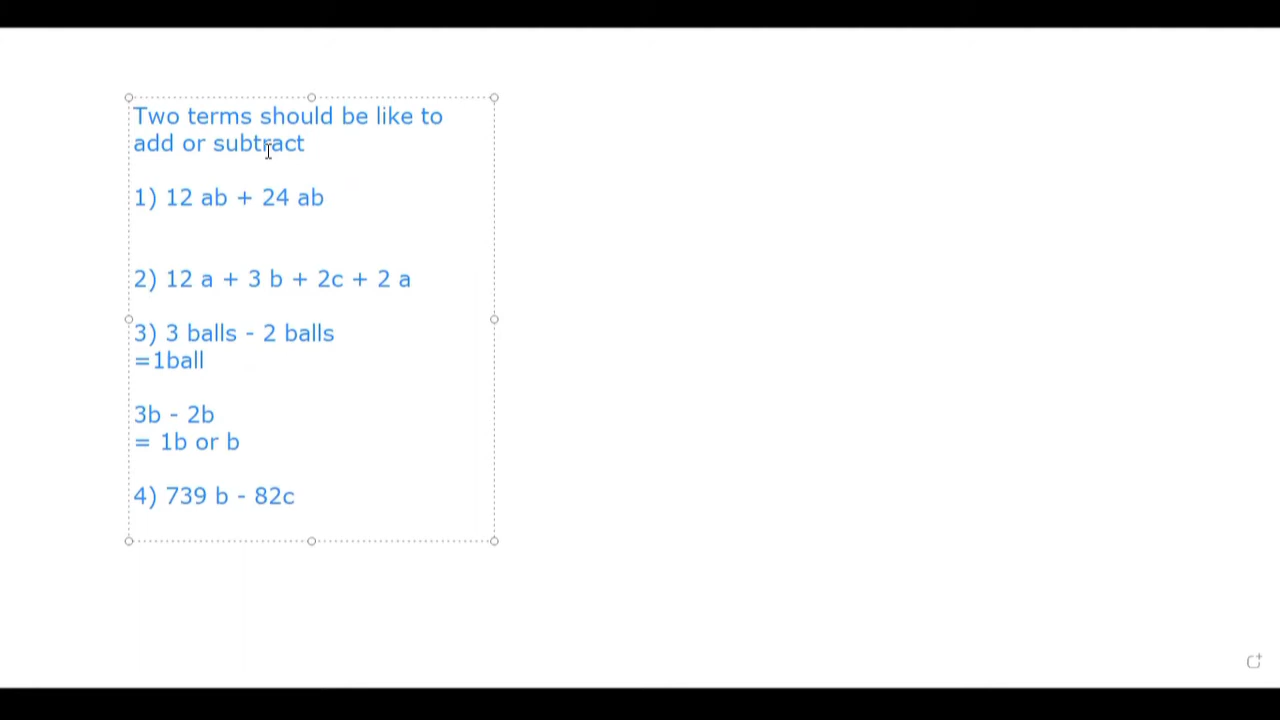 Two terms should be like to
add or subtract
1) 12 ab + 24 ab
2) 12 a + 3 b + 2c + 2 a
3) 3 balls - 2 balls
=1ball
3b - 2b
= 1b or b
4) 739 b - 82c